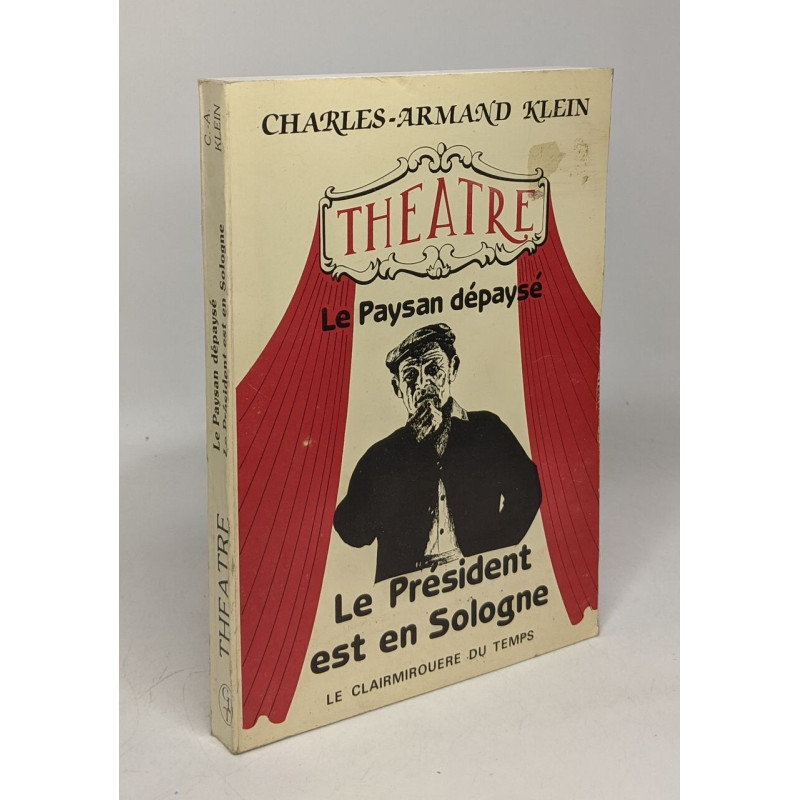 CHARLES-ARMAND KLEIN
THEATRE
Le Paysan dépaysé
Le Président
est en Sologne
LE CLAIRMIROUERE DU TEMPS
C.-A.
KLEIN
Le Paysan dépaysé
Le Président est en Sologne
THEATRE